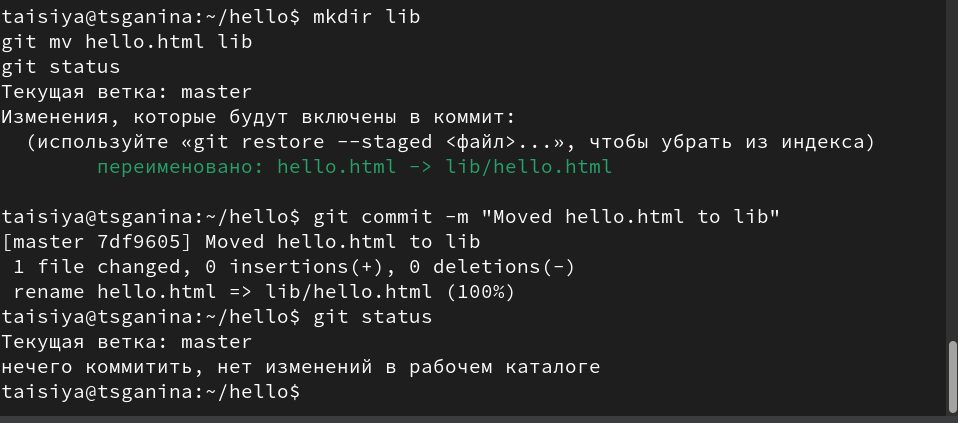 taisiya@tsganina:~/hello$ mkdir lib
git mv hello.html lib
git status
Текущая ветка: master
Изменения, которые будут включены в коммит:
  (используйте «git restore --staged <файл>...», чтобы убрать из индекса)
        переименовано: hello.html -> lib/hello.html

taisiya@tsganina:~/hello$ git commit -m "Moved hello.html to lib"
[master 7df9605] Moved hello.html to lib
 1 file changed, 0 insertions(+), 0 deletions(-)
 rename hello.html => lib/hello.html (100%)
taisiya@tsganina:~/hello$ git status
Текущая ветка: master
нечего коммитить, нет изменений в рабочем каталоге
taisiya@tsganina:~/hello$